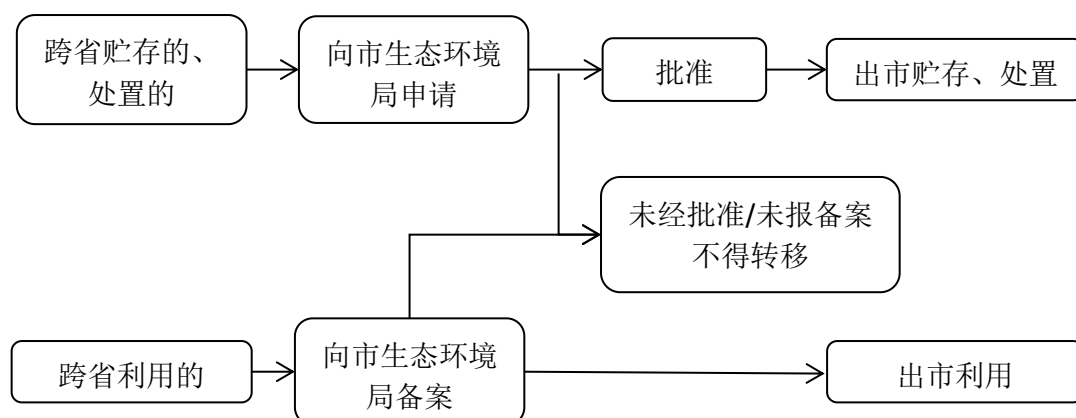 跨省贮存的、
处置的
向市生态环境
局申请
批准
出市贮存、处置
未经批准/未报备案
不得转移
跨省利用的
向市生态环境
局备案
出市利用